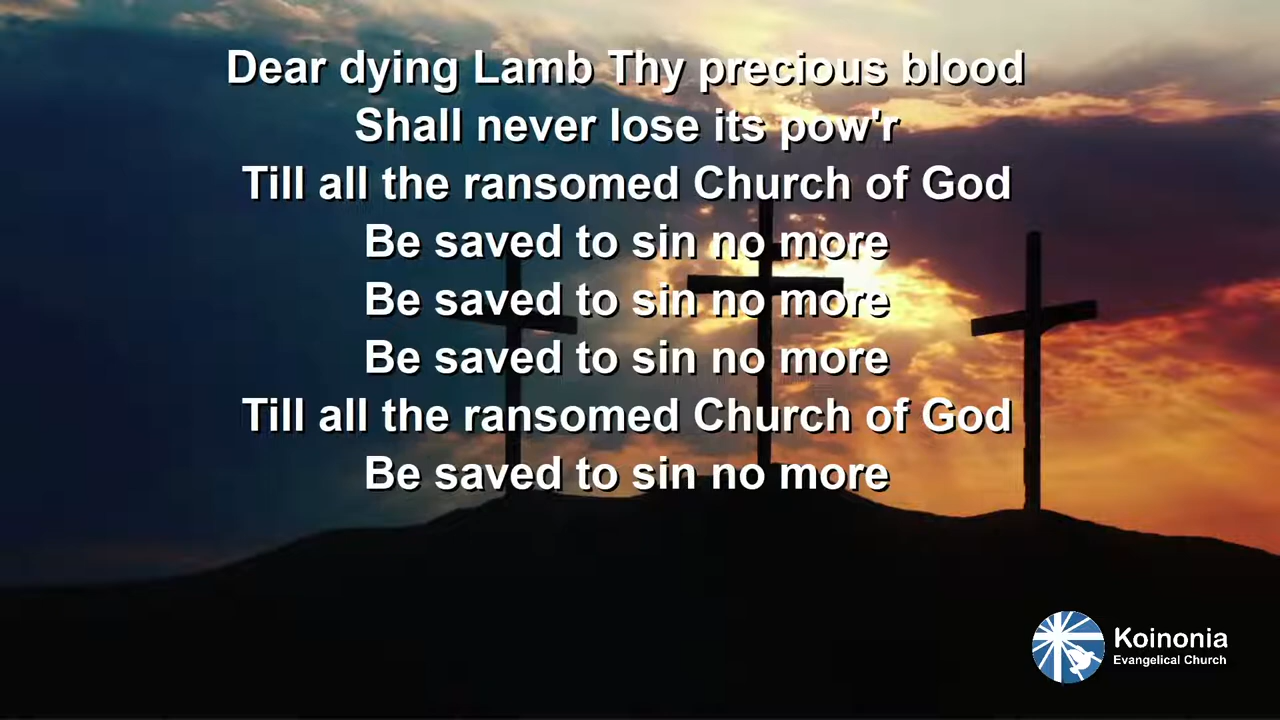 Dear dying Lamb Thy precious blood
Shall never lose its pow'r
Till all the ransomed Church of God
Be saved to sin no more
Be saved to sin no more
Be saved to sin no more
Till all the ransomed Church of God
Be saved to sin no more
Koinonia
Evangelical Church